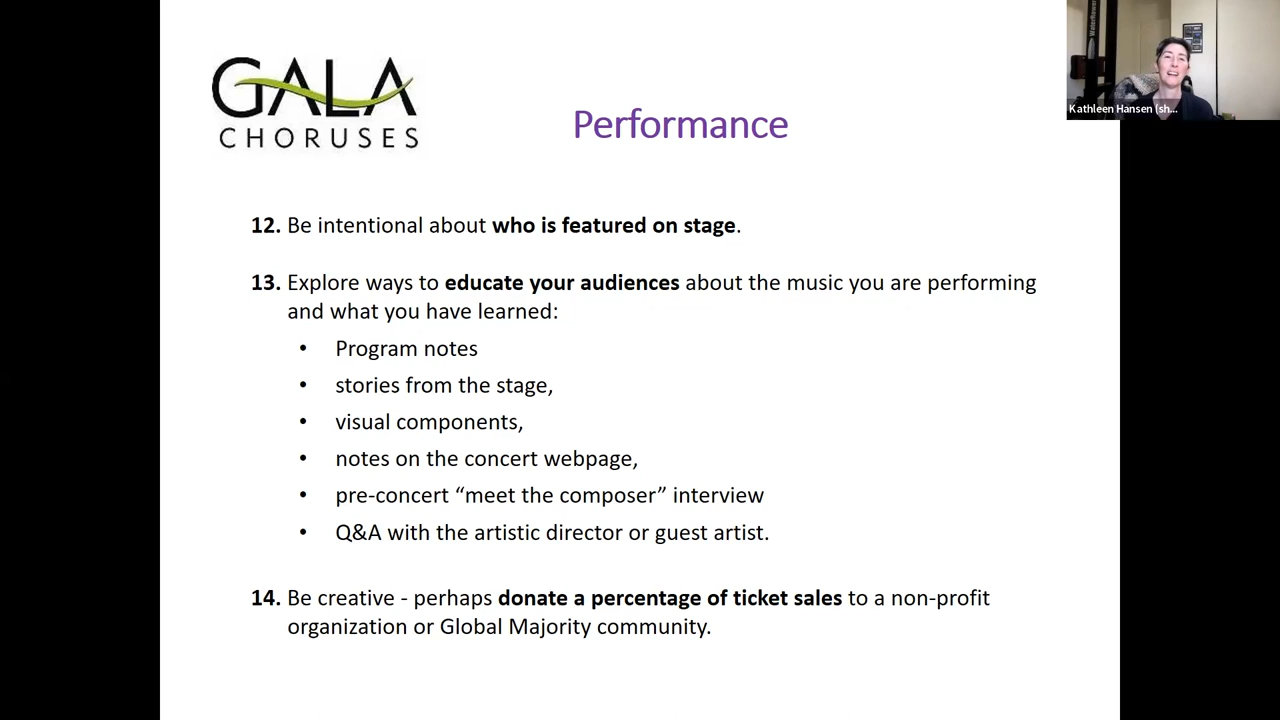 GALA
CHORUSES
Performance
Kathleen Hansen (sh...
12. Be intentional about who is featured on stage.
13. Explore ways to educate your audiences about the music you are performing
and what you have learned:
• Program notes
• stories from the stage,
• visual components,
• notes on the concert webpage,
• pre-concert “meet the composer” interview
• Q&A with the artistic director or guest artist.
14. Be creative - perhaps donate a percentage of ticket sales to a non-profit
organization or Global Majority community.